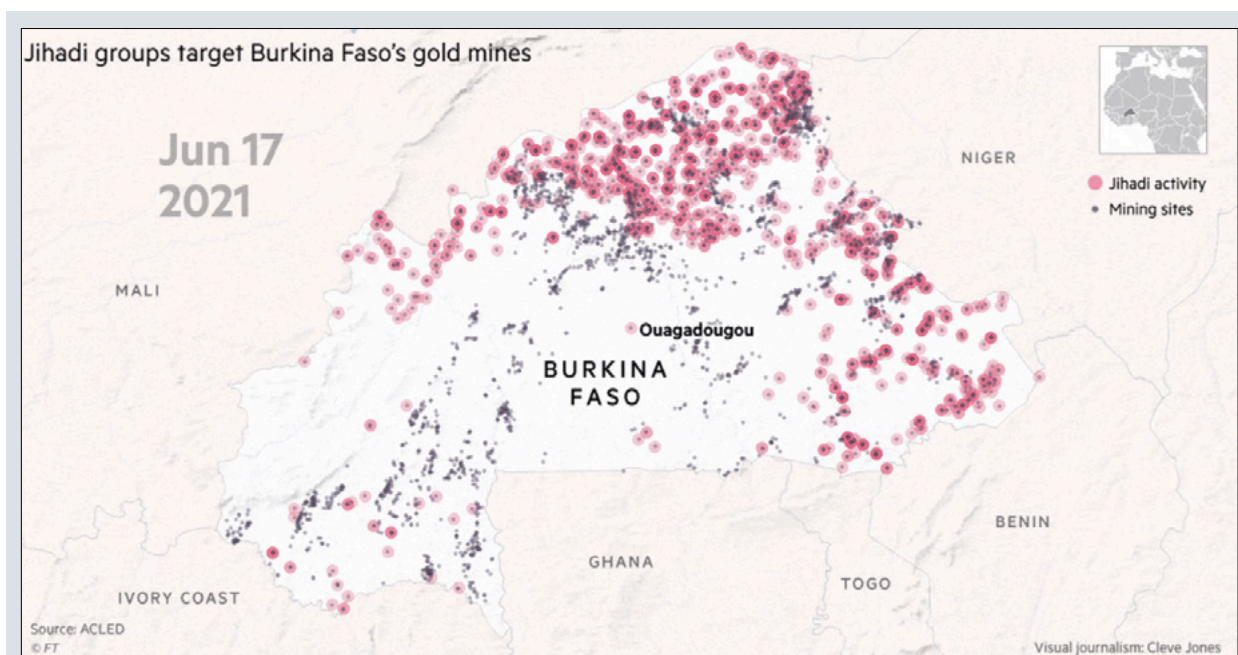 Jihadi groups target Burkina Faso's gold mines
Jun 17
2021
NIGER
Jihadi activity
Mining sites
MALI
Ouagadougou
BURKINA
FASO
BENIN
GHANA
TOGO
IVORY COAST
Source: ACLED
© FT
Visual journalism: Cleve Jones